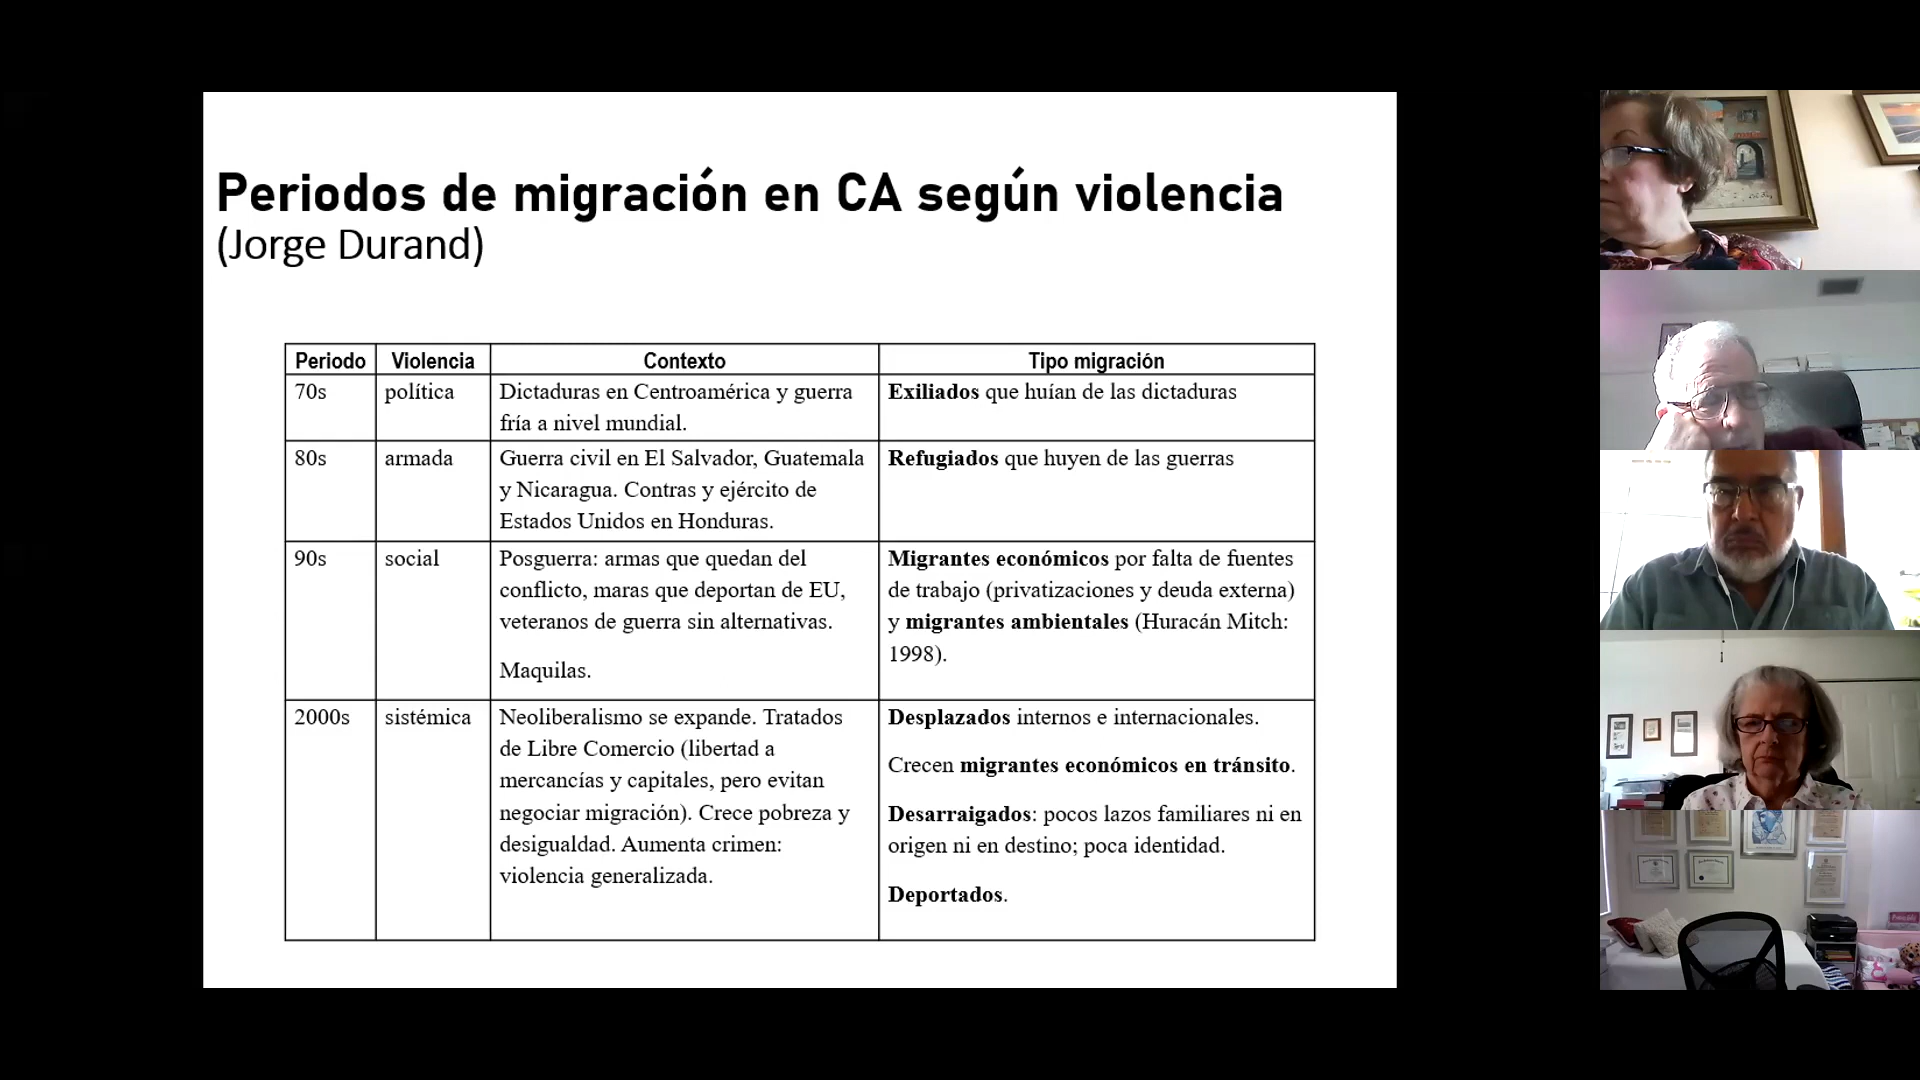 Periodos de migración en CA según violencia
(Jorge Durand)
Periodo Violencia Contexto Tipo migración
70s política Dictaduras en Centroamérica y guerra Exiliados que huían de las dictaduras
fría a nivel mundial.
80s armada Guerra civil en El Salvador, Guatemala Refugiados que huyen de las guerras
y Nicaragua. Contras y ejército de
Estados Unidos en Honduras.
90s social Posguerra: armas que quedan del Migrantes económicos por falta de fuentes
conflicto, maras que deportan de EU, de trabajo (privatizaciones y deuda externa)
veteranos de guerra sin alternativas. y migrantes ambientales (Huracán Mitch:
1998).
Maquilas.
2000s sistémica Neoliberalismo se expande. Tratados Desplazados internos e internacionales.
de Libre Comercio (libertad a
Crecen migrantes económicos en tránsito.
mercancías y capitales, pero evitan
negociar migración). Crece pobreza y Desarraigados: pocos lazos familiares ni en
desigualdad. Aumenta crimen: origen ni en destino; poca identidad.
violencia generalizada.
Deportados.